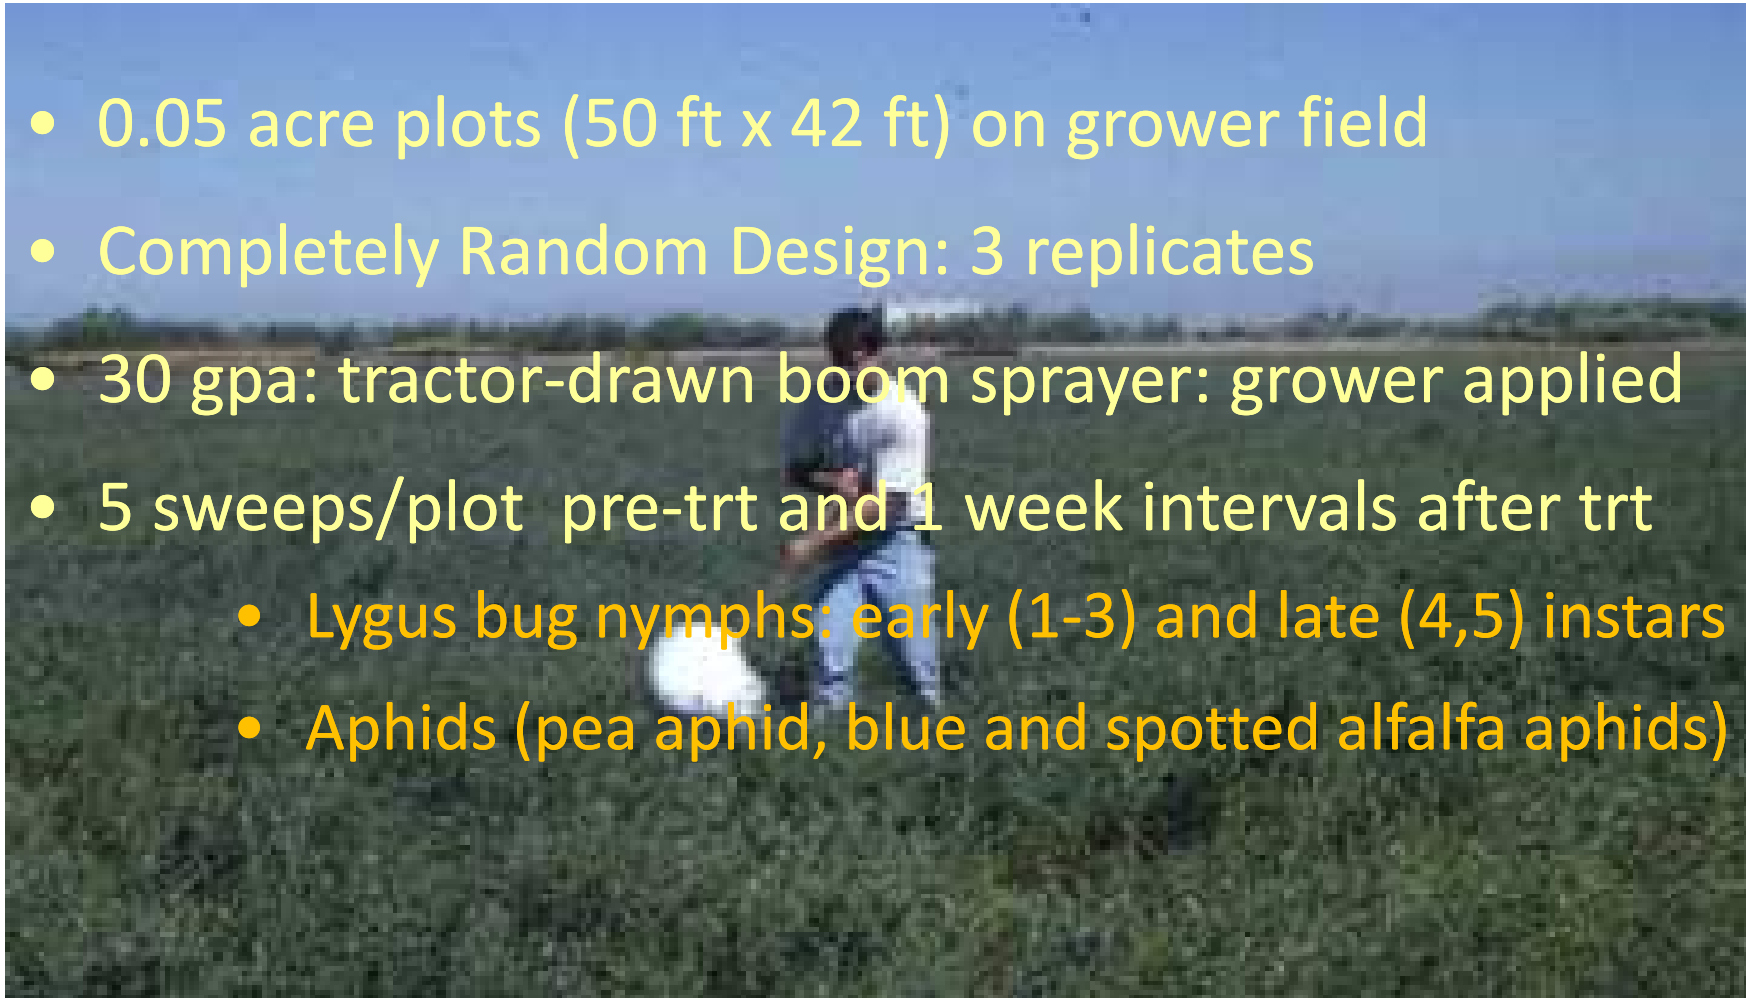 • 0.05 acre plots (50 ft x 42 ft) on grower field
• Completely Random Design: 3 replicates
• 30 gpa: tractor-drawn boom sprayer: grower applied
• 5 sweeps/plot  pre-trt and 1 week intervals after trt
• Lygus bug nymphs: early (1-3) and late (4,5) instars
• Aphids (pea aphid, blue and spotted alfalfa aphids)